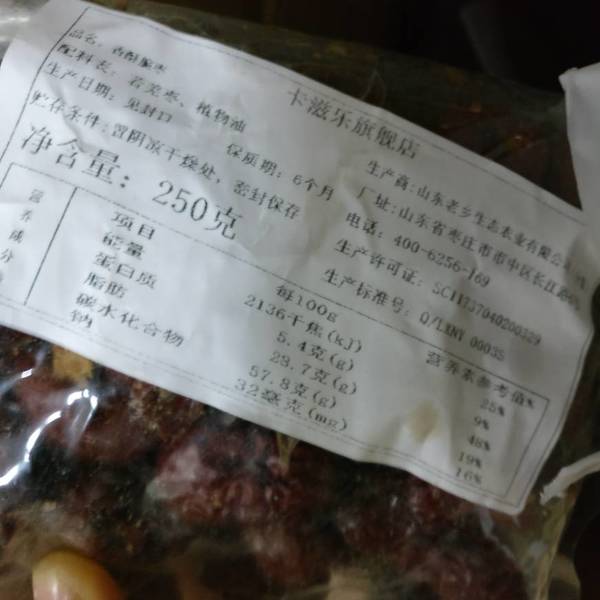 卡滋乐旗舰店
品名：香酥脆枣
配料表：若羌枣、植物油
生产日期：见封口
保质期：6个月
贮存条件：置阴凉干燥处，密封保存
净含量：250克
生产商：山东老乡生态农业有限公司
厂址：山东省枣庄市市中区长江
电话：400-6256-169
生产许可证：SC11737040200329
生产标准号：Q/LXNY 0003S
营养成分
项目 每100g 营养素参考值%
能量 2136千焦(kJ) 25%
蛋白质 5.4克(g) 9%
脂肪 28.7克(g) 48%
碳水化合物 57.8克(g) 19%
钠 32毫克(mg) 16%